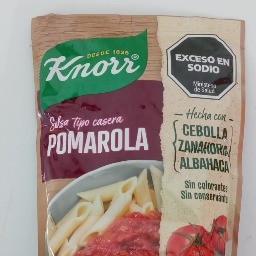 DESDE 1838
Knorr
Salsa Tipo casera
POMAROLA
EXCESO EN
SODIO
Ministerio
de Salud
Hecha con
CEBOLLA
ZANAHORIA
ALBAHACA
Sin colorantes
Sin conservantes